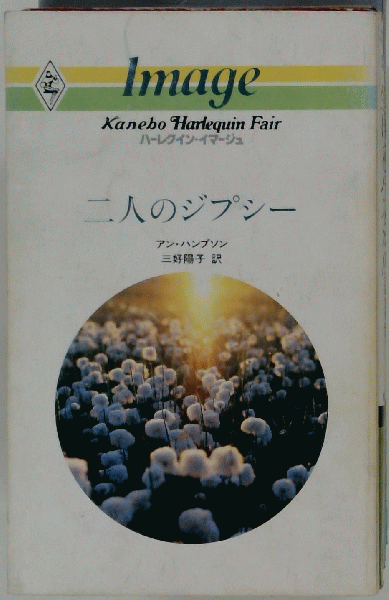 Image
Kanebo Harlequin Fair
ハーレクイン・イマージュ
二人のジプシー
アン・ハンプソン
三好陽子 訳